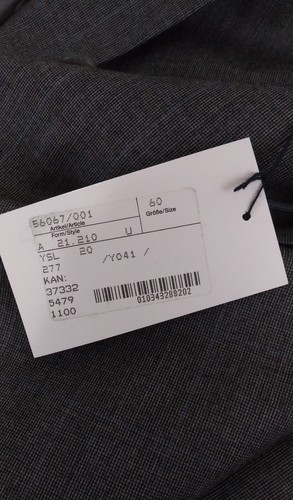 56067/001 60
Artikel/Article Größe/Size
Form/Style
A 21.210 U
YSL 20
277 /Y041 /
KAN:
37332
5479
1100
010343288202